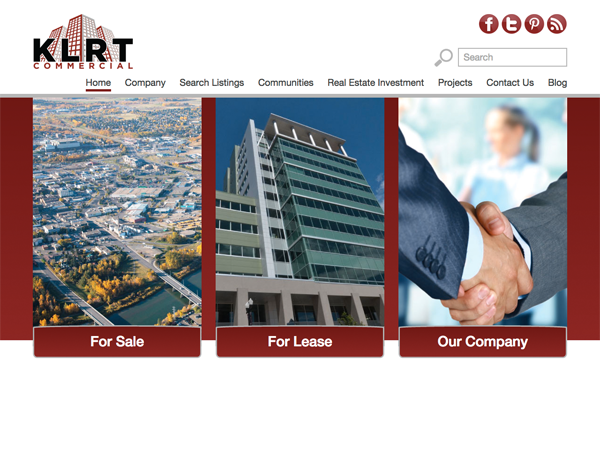 KLRT
COMMERCIAL
Search
Home Company Search Listings Communities Real Estate Investment Projects Contact Us Blog
For Sale For Lease Our Company